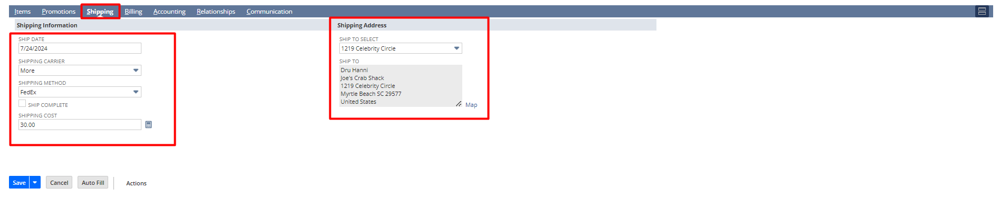 Items Promotions Shipping Billing Accounting Relationships Communication
Shipping Information
SHIP DATE
7/24/2024
SHIPPING CARRIER
More
SHIPPING METHOD
FedEx
SHIP COMPLETE
SHIPPING COST
30.00
Shipping Address
SHIP TO SELECT
1219 Celebrity Circle
SHIP TO
Dru Hanni
Joe's Crab Shack
1219 Celebrity Circle
Myrtle Beach SC 29577
United States
Map
Save Cancel Auto Fill Actions